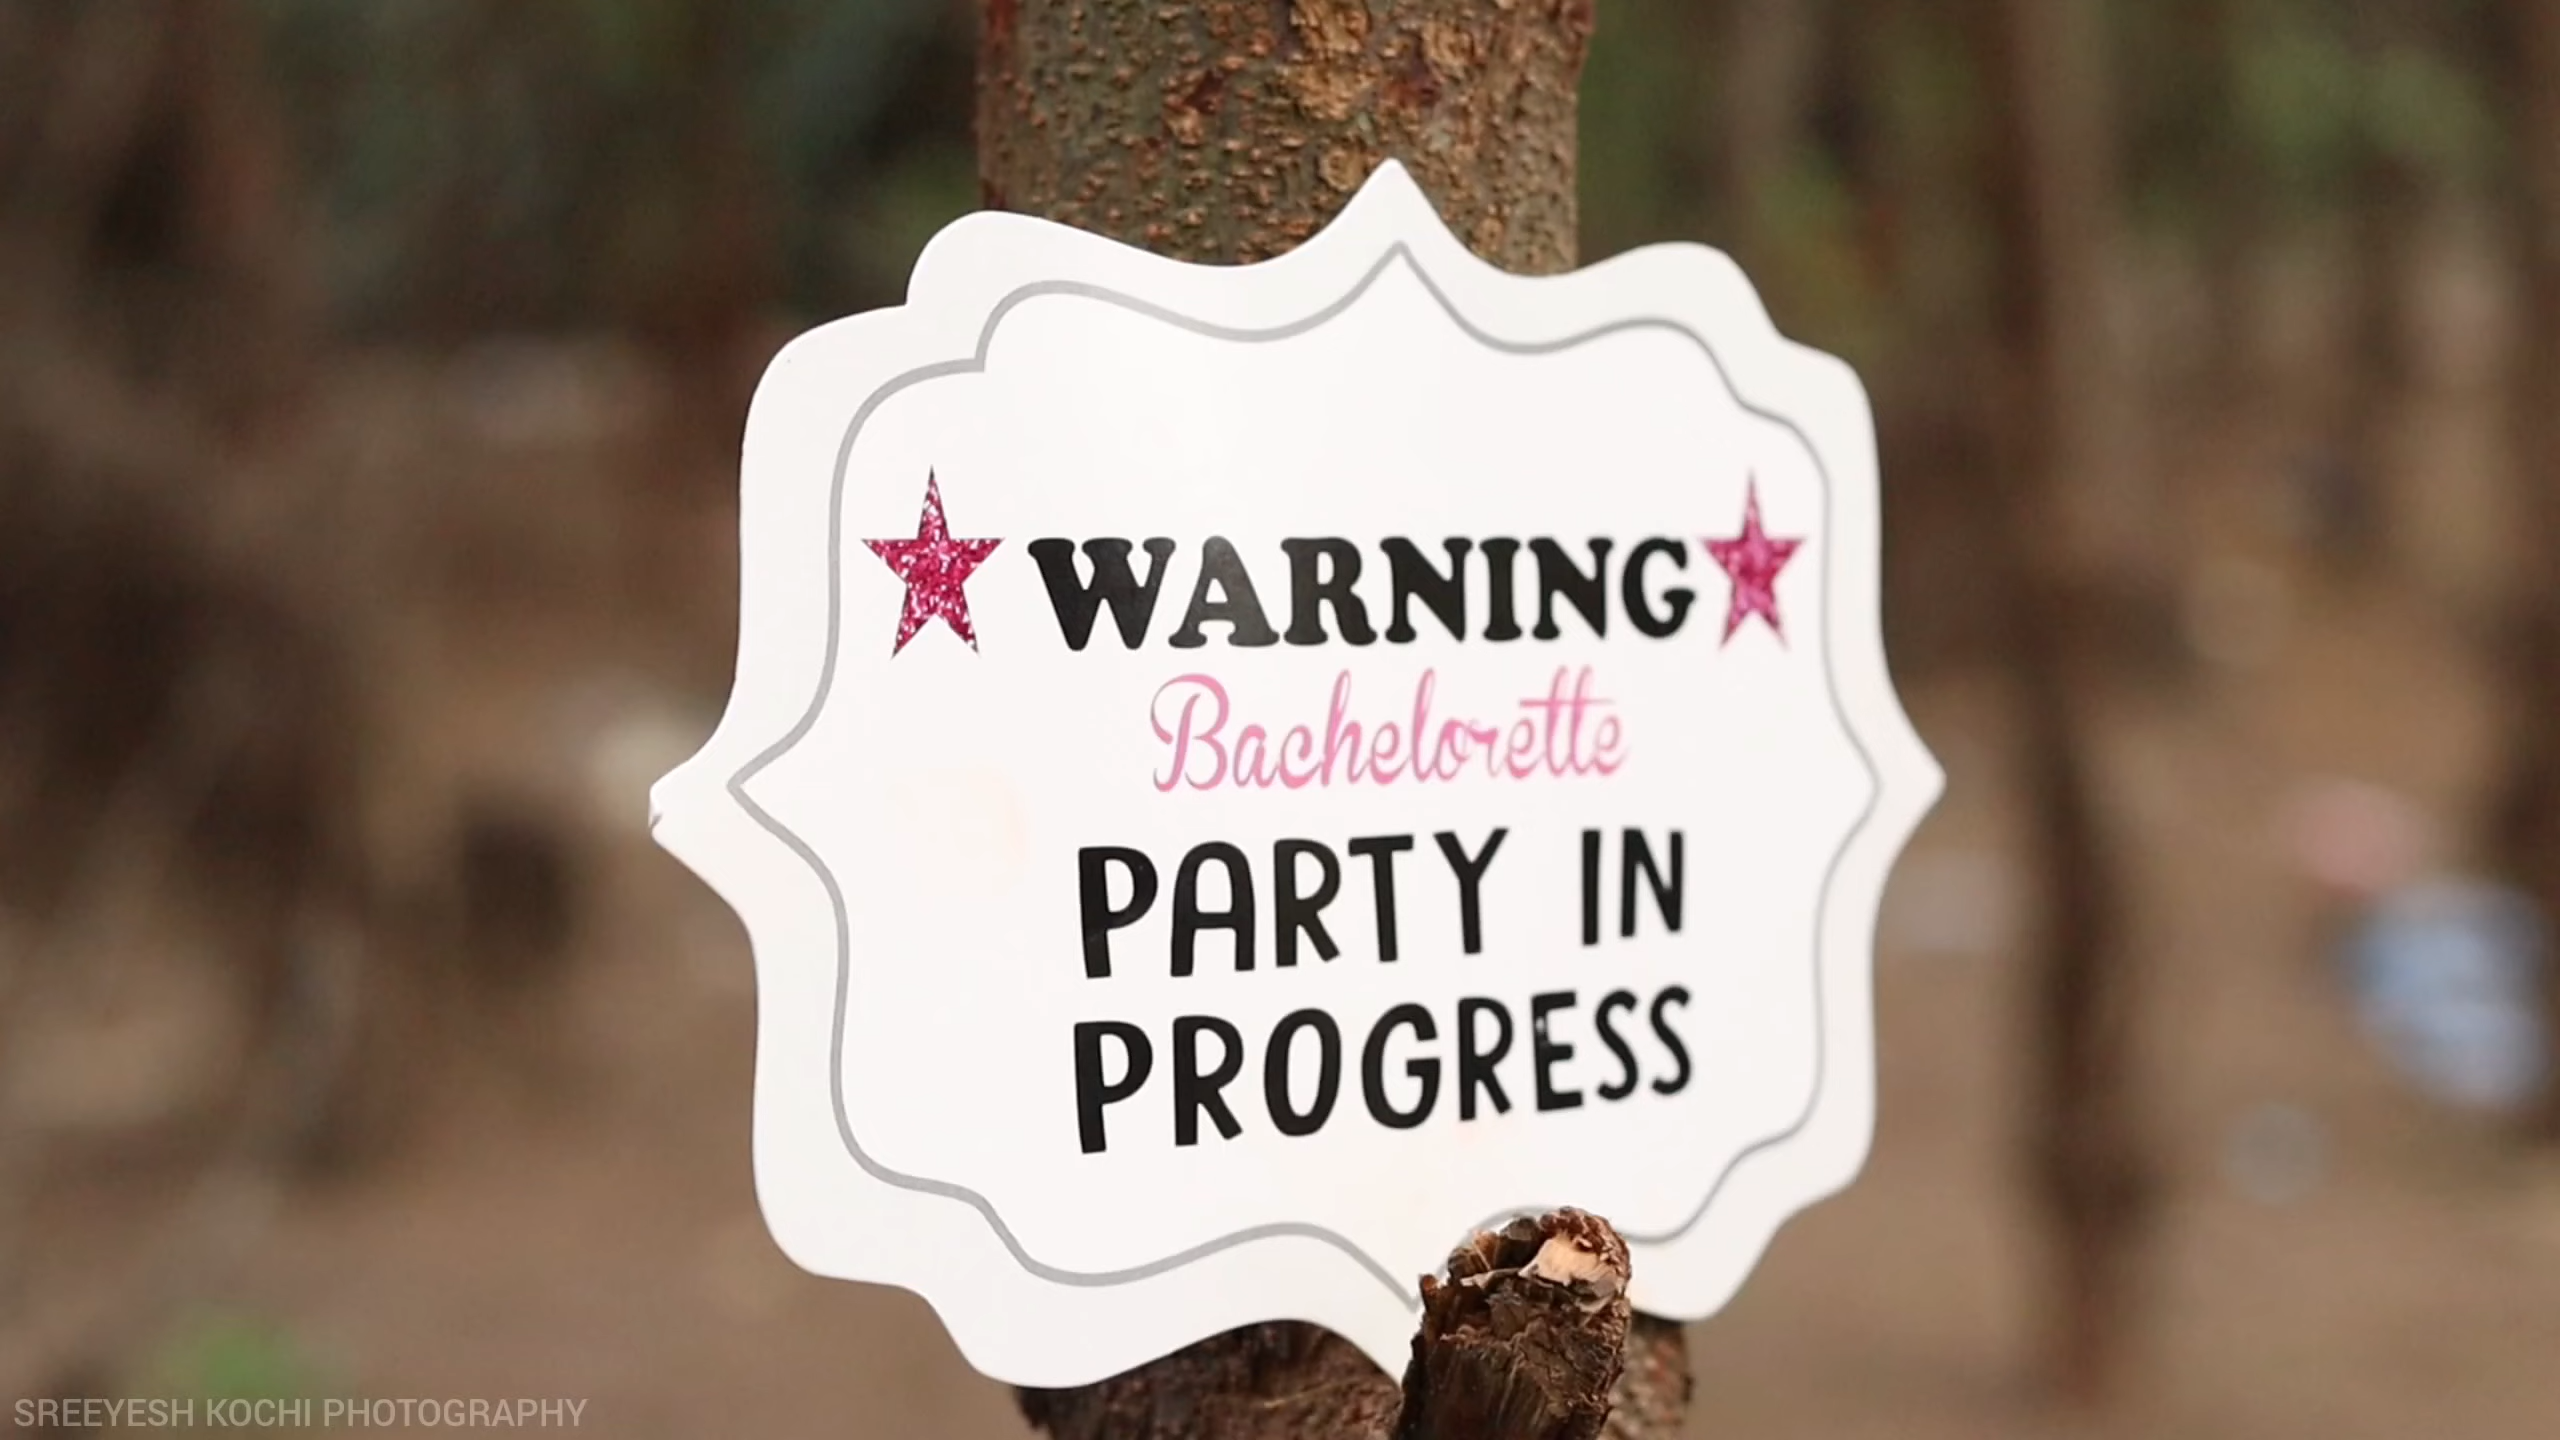 WARNING
Bachelorette
PARTY IN
PROGRESS
SREEYESH KOCHI PHOTOGRAPHY